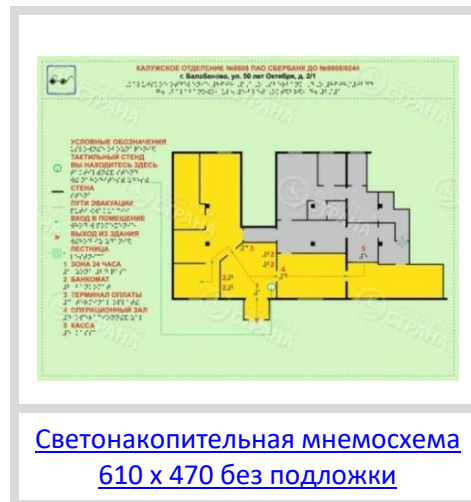 КАЛУЖСКОЕ ОТДЕЛЕНИЕ №8608 ПАО СБЕРБАНК ДО №8608/0244
г. Балабаново, ул. 50 лет Октября, д. 2/1
УСЛОВНЫЕ ОБОЗНАЧЕНИЯ
ТАКТИЛЬНЫЙ СТЕНД
ВЫ НАХОДИТЕСЬ ЗДЕСЬ
СТЕНА
ПУТИ ЭВАКУАЦИИ
ВХОД В ПОМЕЩЕНИЕ
ВЫХОД ИЗ ЗДАНИЯ
ЛЕСТНИЦА
1 ЗОНА 24 ЧАСА
2 БАНКОМАТ
3 ТЕРМИНАЛ ОПЛАТЫ
4 ОПЕРАЦИОННЫЙ ЗАЛ
5 КАССА
СТРАНА
Светонакопительная мнемосхема
610 x 470 без подложки